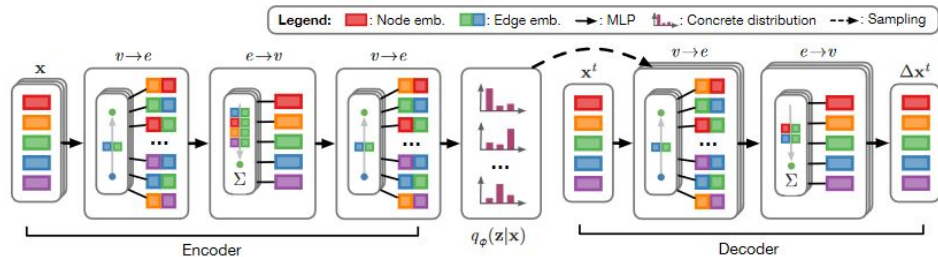 Legend: : Node emb. : Edge emb. : MLP : Concrete distribution : Sampling
x v→e e→v v→e x^t v→e e→v Δx^t
... ... ... ...
Σ Σ
q_φ(z|x)
Encoder Decoder